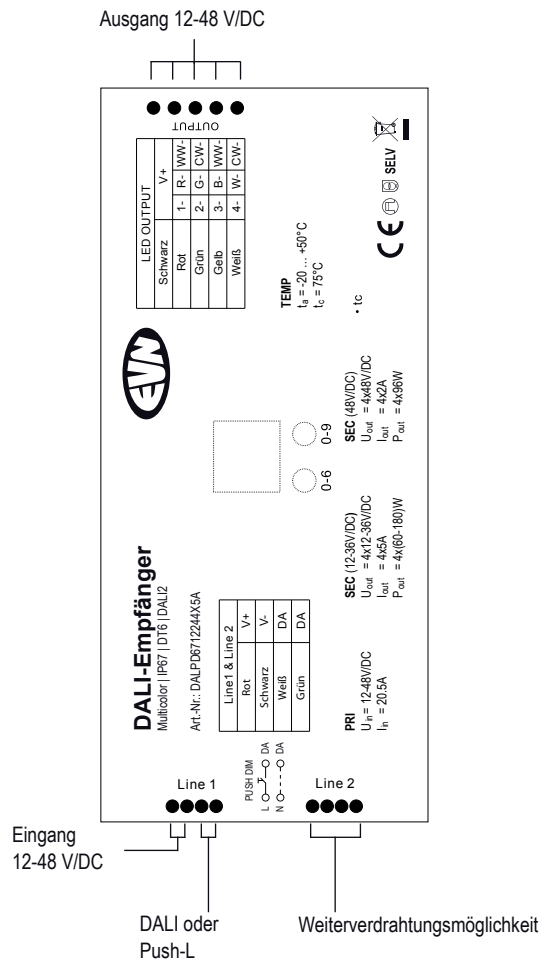 Ausgang 12-48 V/DC
OUTPUT
LED OUTPUT
Schwarz V+
Rot 1- R- WW-
Grün 2- G- CW-
Gelb 3- B- WW-
Weiß 4- W- CW-
EVN
TEMP
ta = -20 ... +50°C
tc = 75°C
• tc
CE SELV
0-6 0-9
DALI-Empfänger
Multicolor | IP67 | DT6 | DALI2
Art.-Nr.: DALPD6712244X5A
Line1 & Line 2
Rot V+
Schwarz V-
Weiß DA
Grün DA
PRI
Uin = 12-48V/DC
Iin = 20.5A
SEC (12-36V/DC)
Uout = 4x12-36V/DC
Iout = 4x5A
Pout = 4x(60-180)W
SEC (48V/DC)
Uout = 4x48V/DC
Iout = 4x2A
Pout = 4x96W
PUSH DIM
L DA
N DA
Line 1
Line 2
Eingang
12-48 V/DC
DALI oder
Push-L
Weiterverdrahtungsmöglichkeit